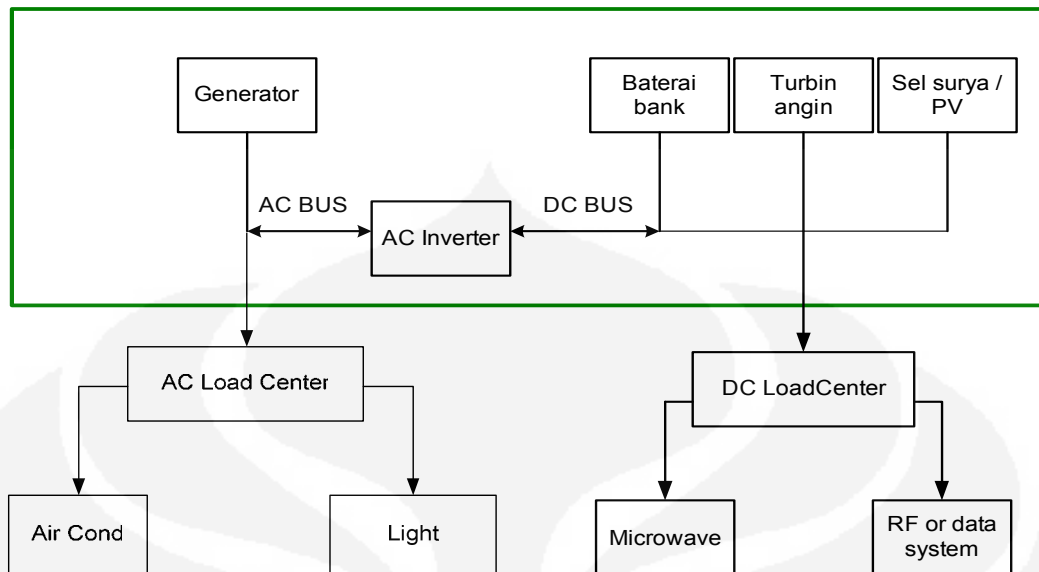 Generator
Baterai
bank
Turbin
angin
Sel surya /
PV
AC BUS
DC BUS
AC Inverter
AC Load Center
DC LoadCenter
Air Cond
Light
Microwave
RF or data
system